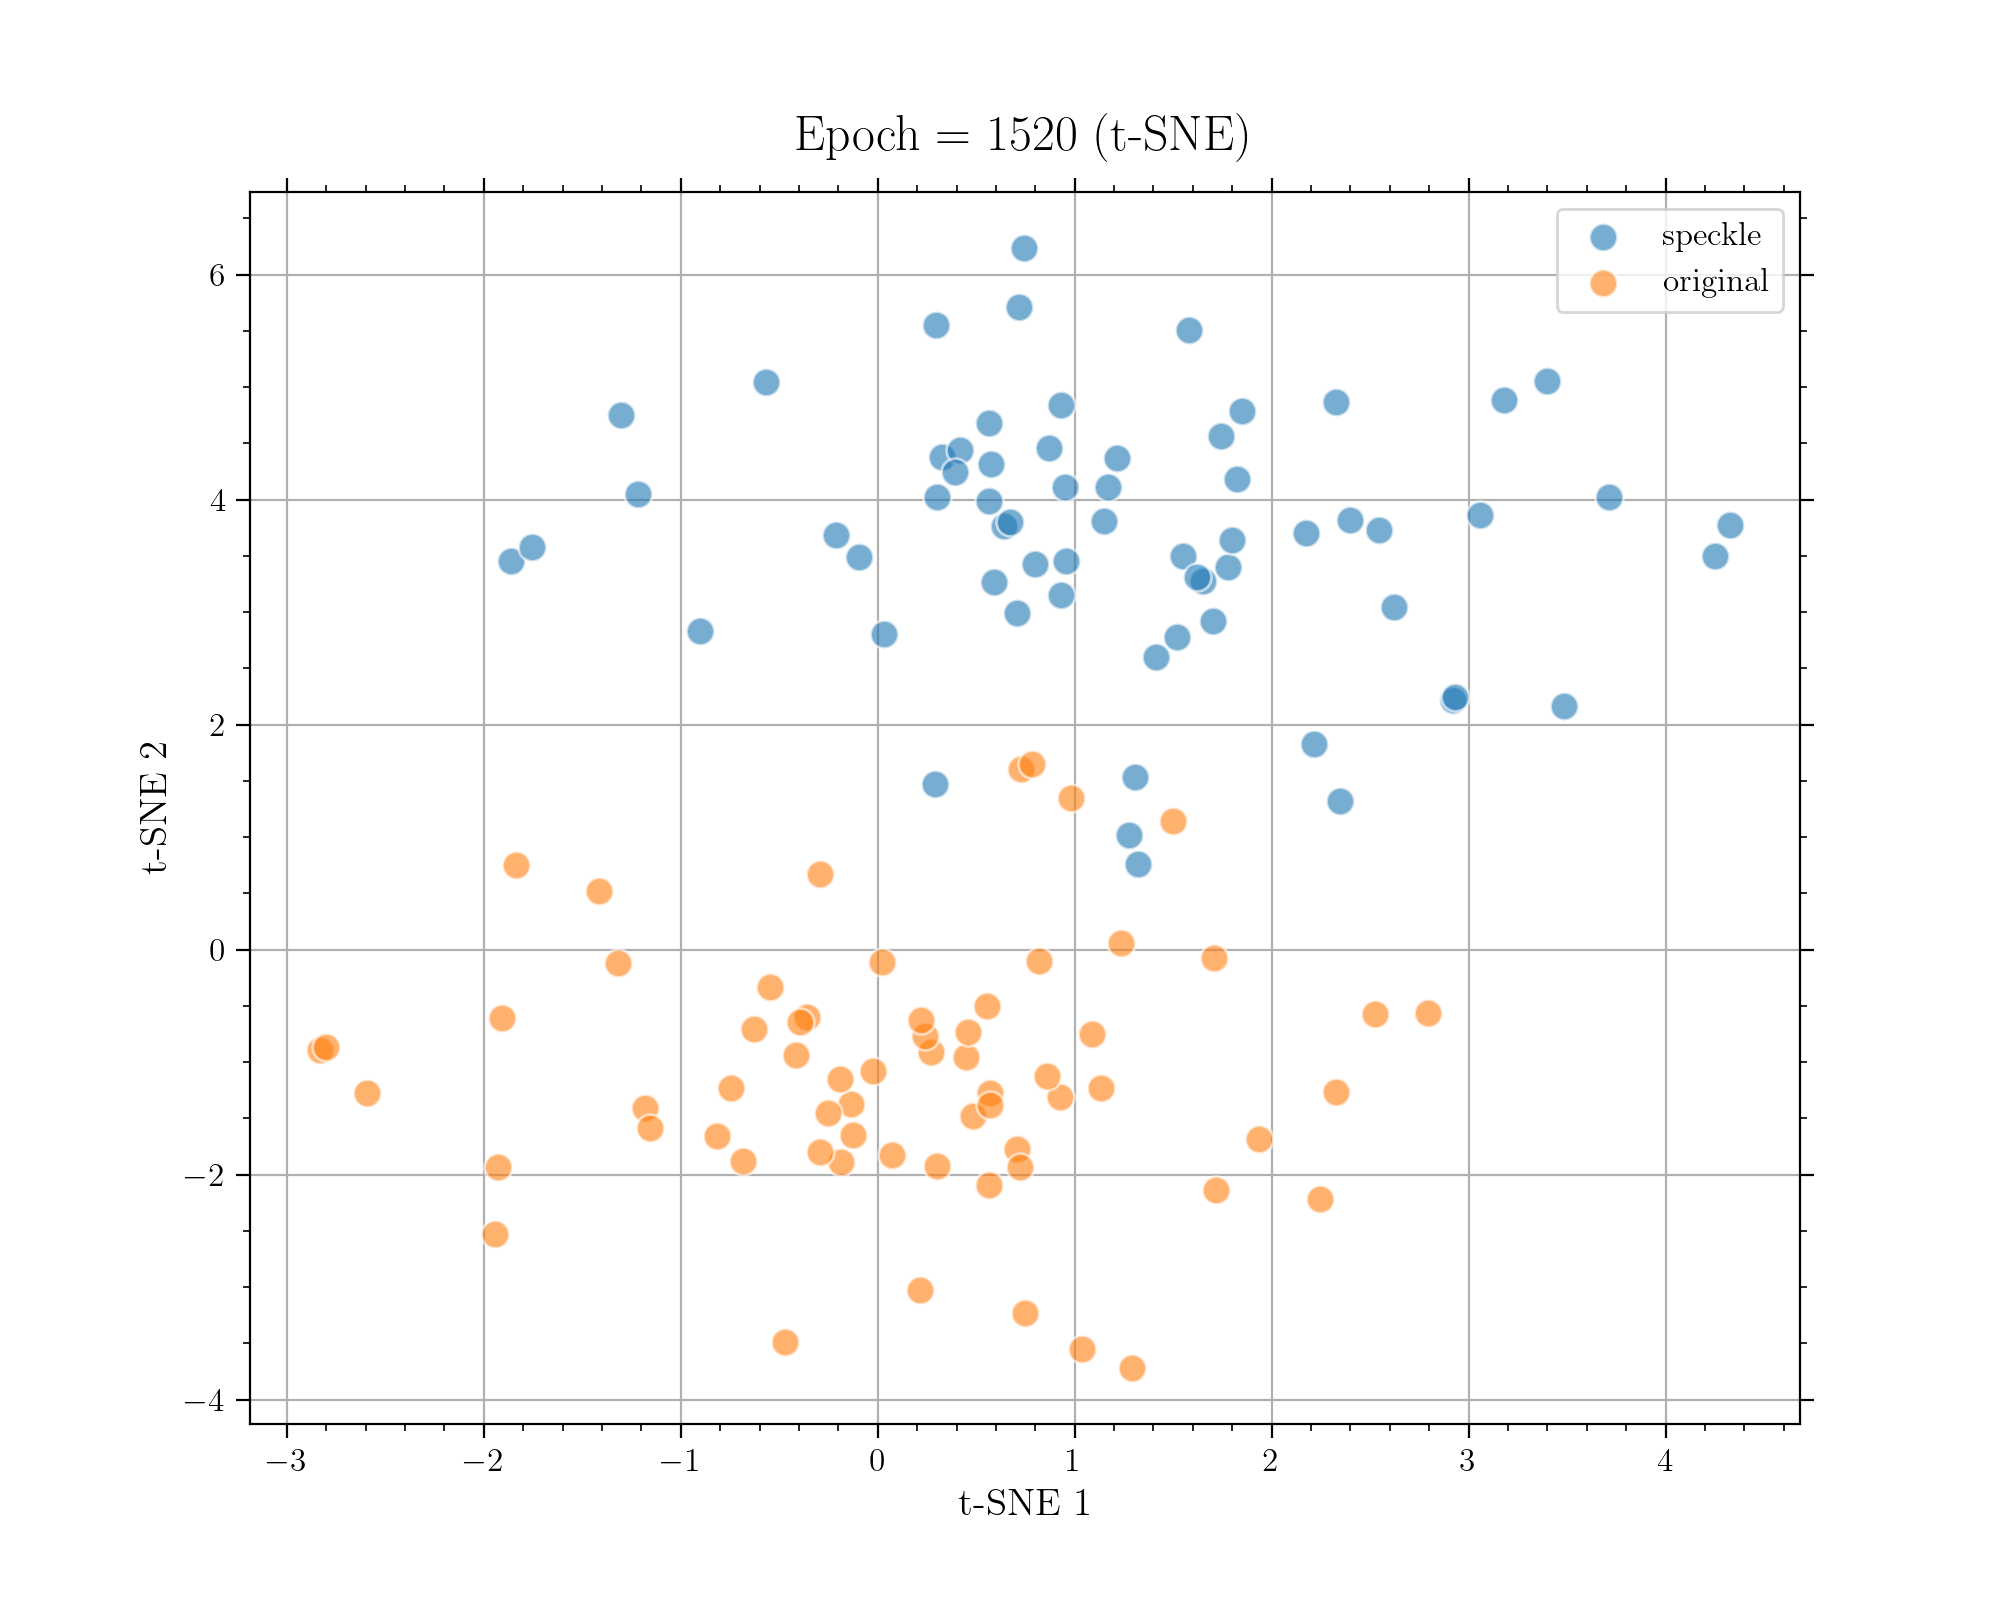 Epoch = 1520 (t-SNE)
speckle
original
6
4
2
0
−2
−4
t-SNE 2
−3 −2 −1 0 1 2 3 4
t-SNE 1